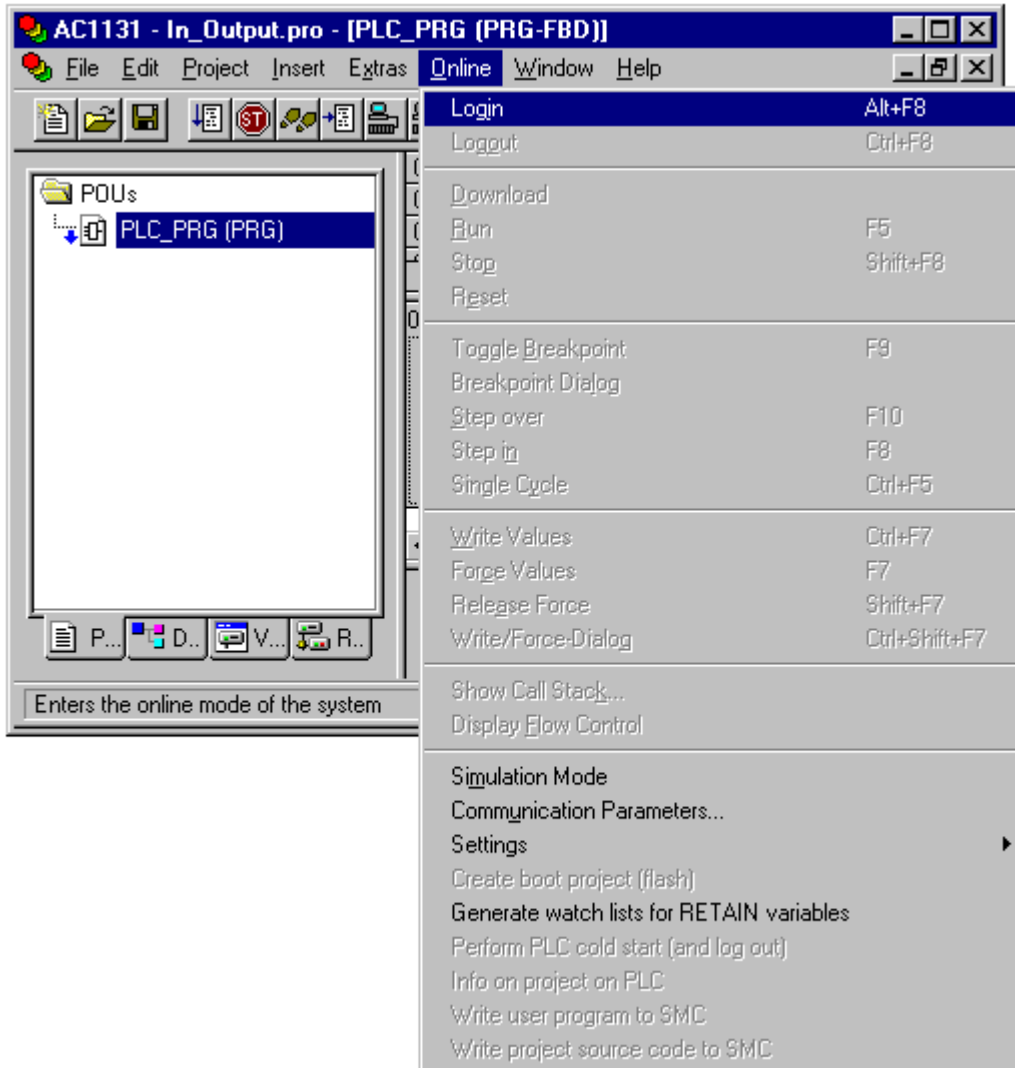 AC1131 - In_Output.pro - [PLC_PRG (PRG-FBD)]
File Edit Project Insert Extras Online Window Help
ST
POUs
PLC_PRG (PRG)
P... D.. V... R..
Enters the online mode of the system
Login Alt+F8
Logout Ctrl+F8
Download
Run F5
Stop Shift+F8
Reset
Toggle Breakpoint F9
Breakpoint Dialog
Step over F10
Step in F8
Single Cycle Ctrl+F5
Write Values Ctrl+F7
Force Values F7
Release Force Shift+F7
Write/Force-Dialog Ctrl+Shift+F7
Show Call Stack...
Display Flow Control
Simulation Mode
Communication Parameters...
Settings
Create boot project (flash)
Generate watch lists for RETAIN variables
Perform PLC cold start (and log out)
Info on project on PLC
Write user program to SMC
Write project source code to SMC